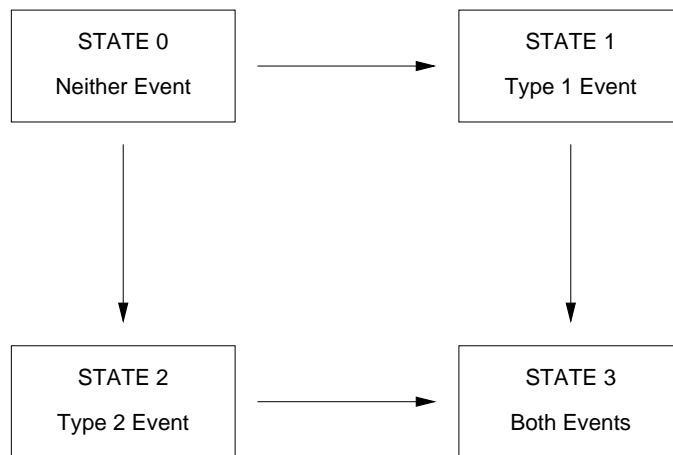 STATE 0
Neither Event
STATE 1
Type 1 Event
STATE 2
Type 2 Event
STATE 3
Both Events